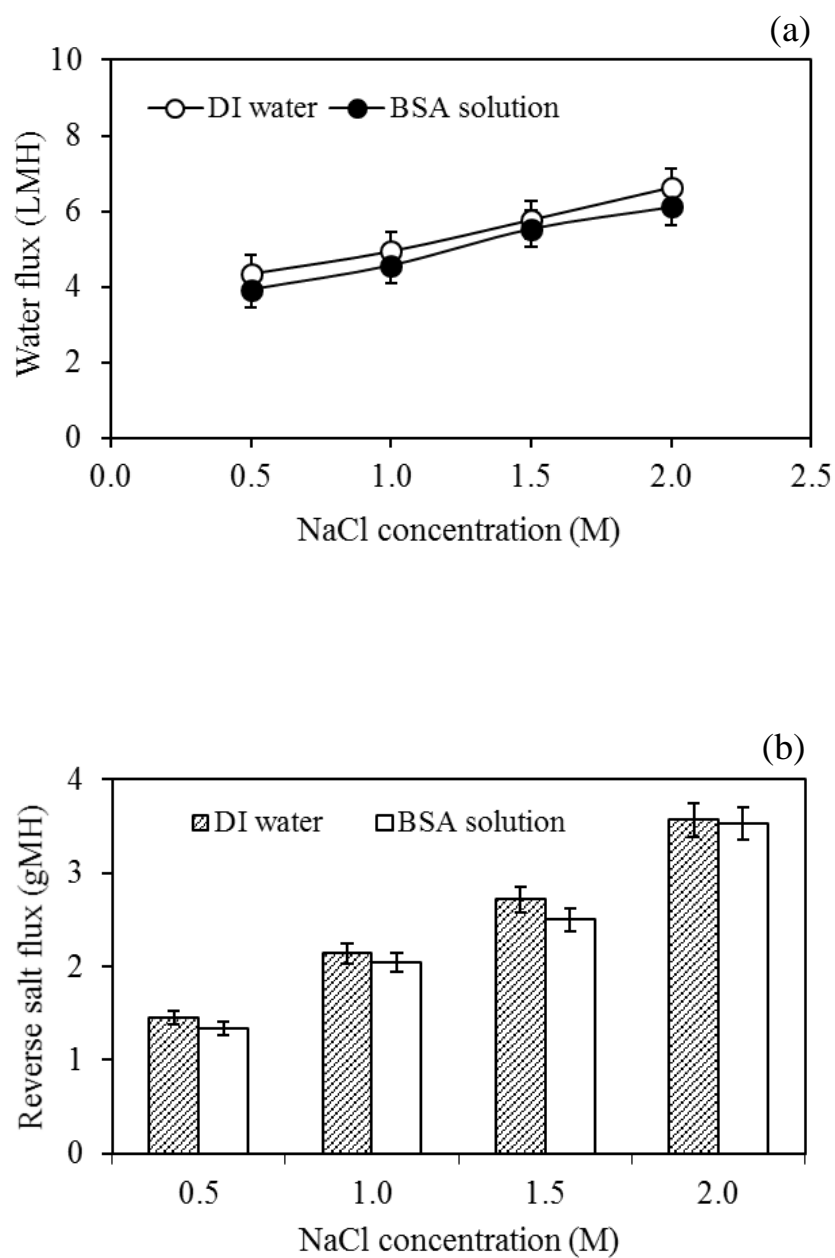 (a)
10
8
6
4
2
0
Water flux (LMH)
DI water
BSA solution
0.0 0.5 1.0 1.5 2.0 2.5
NaCl concentration (M)
(b)
4
3
2
1
0
Reverse salt flux (gMH)
DI water
BSA solution
0.5 1.0 1.5 2.0
NaCl concentration (M)